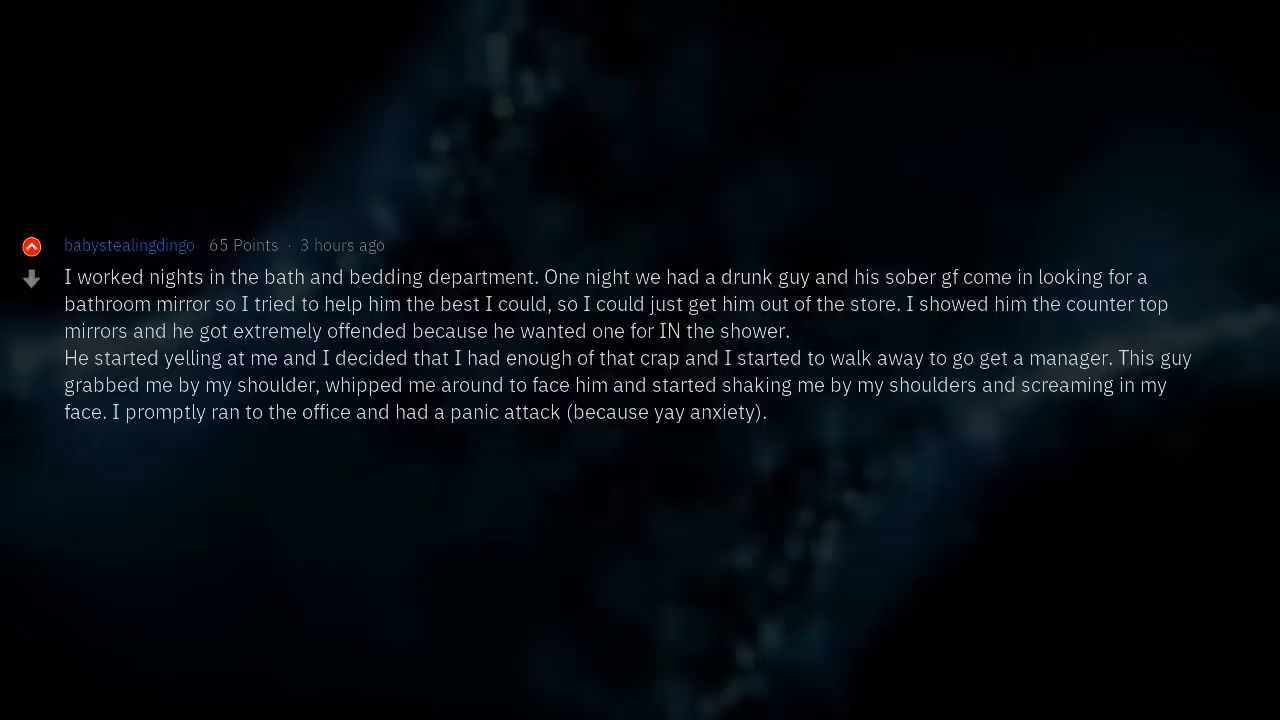 babystealingdingo 65 Points · 3 hours ago
I worked nights in the bath and bedding department. One night we had a drunk guy and his sober gf come in looking for a
bathroom mirror so I tried to help him the best I could, so I could just get him out of the store. I showed him the counter top
mirrors and he got extremely offended because he wanted one for IN the shower.
He started yelling at me and I decided that I had enough of that crap and I started to walk away to go get a manager. This guy
grabbed me by my shoulder, whipped me around to face him and started shaking me by my shoulders and screaming in my
face. I promptly ran to the office and had a panic attack (because yay anxiety).